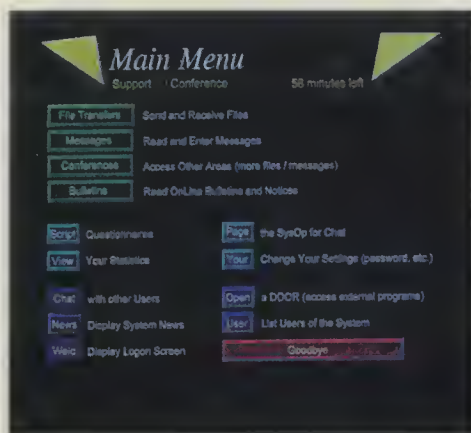 Main Menu
Support Conference 56 minutes left
File Transfers Send and Receive Files
Messages Read and Enter Messages
Conferences Access Other Areas (more files / messages)
Bulletins Read OnLine Bulletins and Notices
Script Questionnaires Page the SysOp for Chat
View Your Statistics Your Change Your Settings (password, etc.)
Chat with other Users Open a DOOR (access external programs)
News Display System News User List Users of the System
Welc Display Logon Screen Goodbye